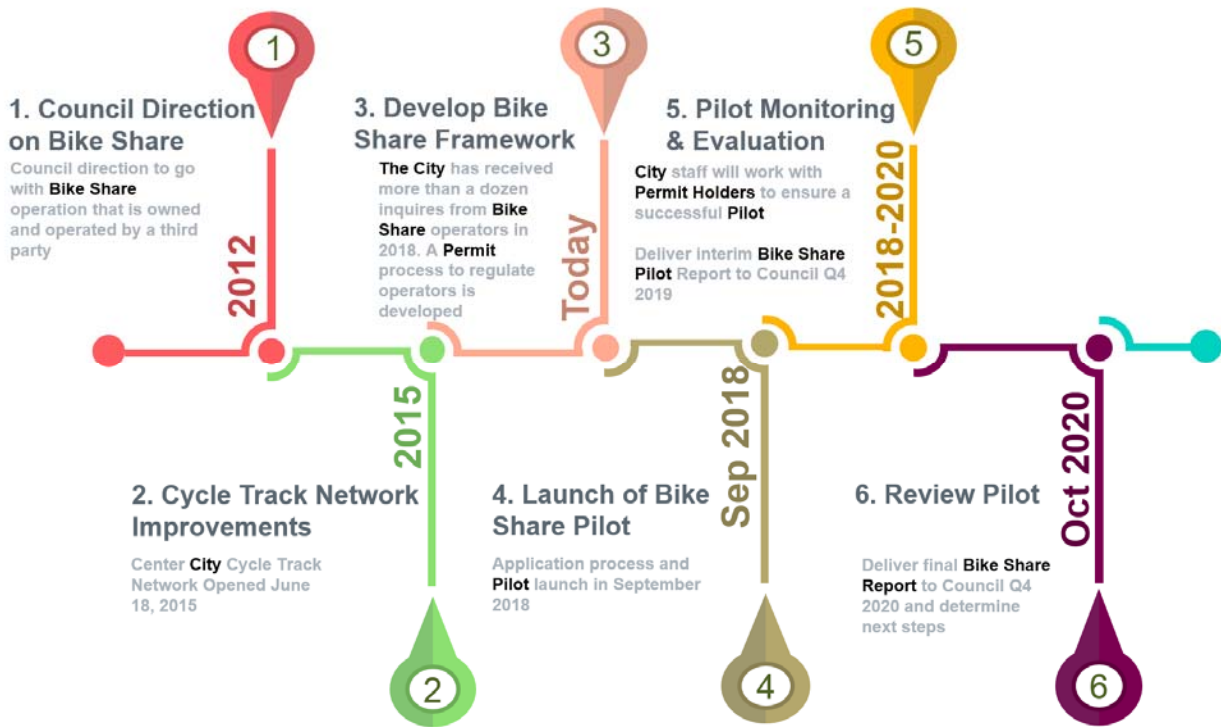 1
1. Council Direction
on Bike Share
Council direction to go
with Bike Share
operation that is owned
and operated by a third
party
2012
2015
2. Cycle Track Network
Improvements
Center City Cycle Track
Network Opened June
18, 2015
2
3
3. Develop Bike
Share Framework
The City has received
more than a dozen
inquires from Bike
Share operators in
2018. A Permit
process to regulate
operators is
developed
Today
Sep 2018
4. Launch of Bike
Share Pilot
Application process and
Pilot launch in September
2018
4
5
5. Pilot Monitoring
& Evaluation
City staff will work with
Permit Holders to ensure a
successful Pilot
Deliver interim Bike Share
Pilot Report to Council Q4
2019
2018-2020
Oct 2020
6. Review Pilot
Deliver final Bike Share
Report to Council Q4
2020 and determine
next steps
6